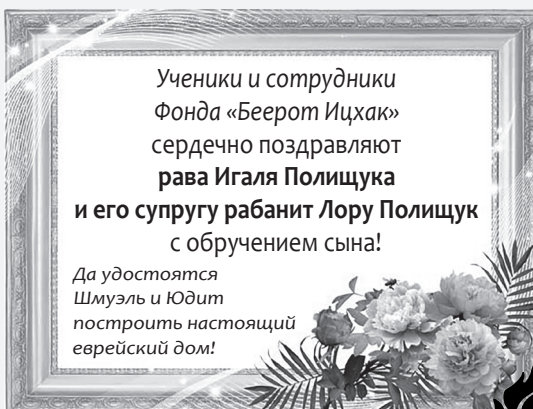 Ученики и сотрудники
Фонда «Беерот Ицхак»
сердечно поздравляют
рава Игаля Полищука
и его супругу рабанит Лору Полищук
с обручением сына!
Да удостоятся
Шмуэль и Юдит
построить настоящий
еврейский дом!